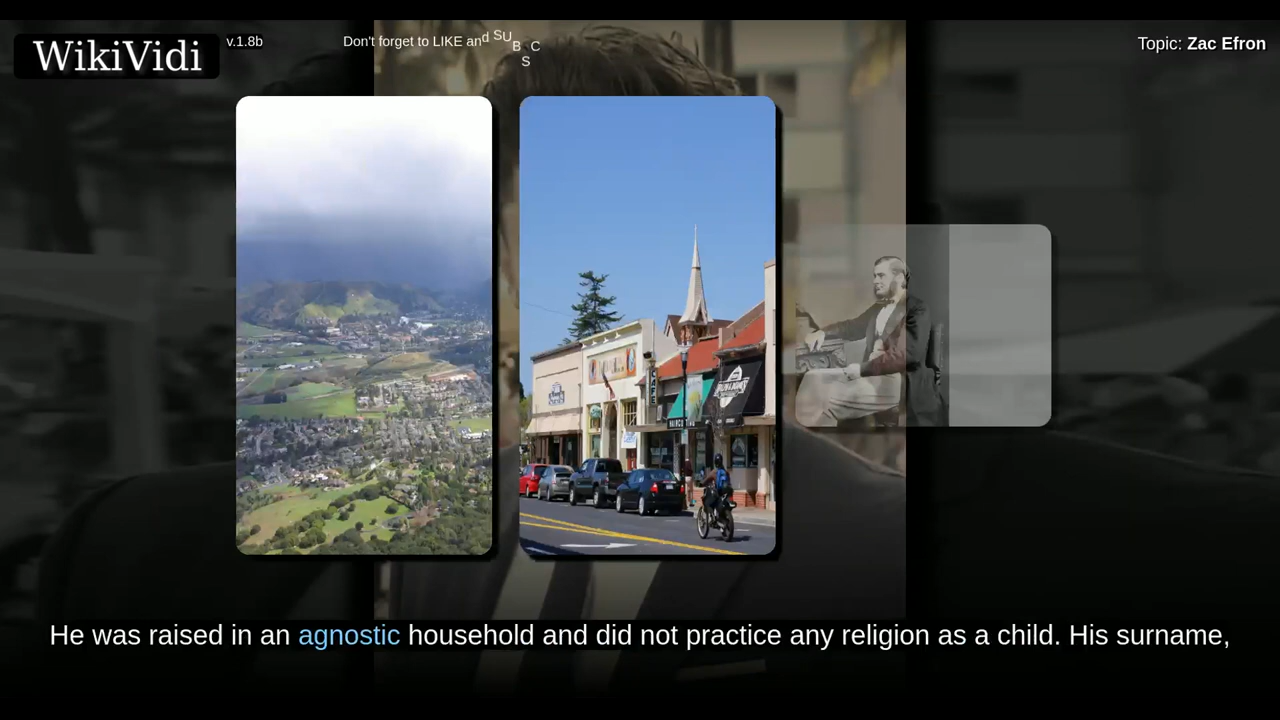 WikiVidi
v.1.8b
Don't forget to LIKE and SUBSC
Topic: Zac Efron
He was raised in an agnostic household and did not practice any religion as a child. His surname,